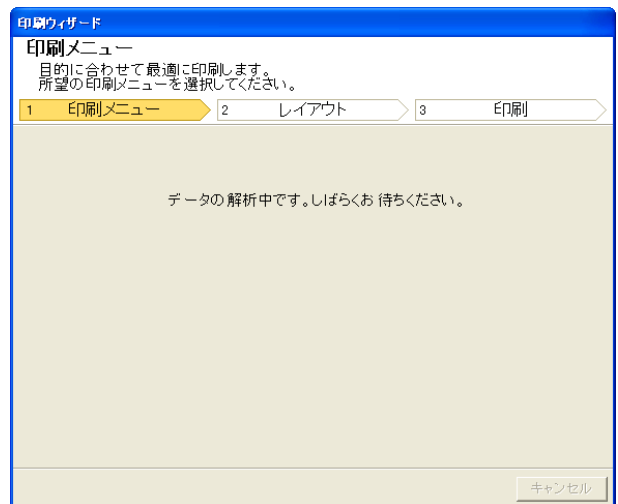 印刷ウィザード
印刷メニュー
目的に合わせて最適に印刷します。
所望の印刷メニューを選択してください。
1 印刷メニュー 2 レイアウト 3 印刷
データの解析中です。しばらくお待ちください。
キャンセル